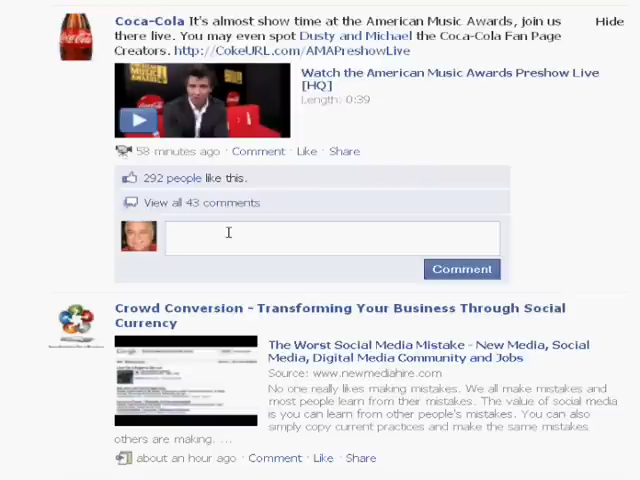 Coca-Cola It's almost show time at the American Music Awards, join us
Hide
there live. You may even spot Dusty and Michael the Coca-Cola Fan Page
Creators. http://CokeURL.com/AMAPreshowLive
Watch the American Music Awards Preshow Live
[HQ]
Length: 0:39
58 minutes ago · Comment · Like · Share
292 people like this.
View all 43 comments
Comment
Crowd Conversion - Transforming Your Business Through Social
Currency
The Worst Social Media Mistake - New Media, Social
Media, Digital Media Community and Jobs
Source: www.newmediahire.com
No one really likes making mistakes. We all make mistakes and
most people learn from their mistakes. The value of social media
is you can learn from other people's mistakes. You can also
simply copy current practices and make the same mistakes
others are making. ...
about an hour ago · Comment · Like · Share